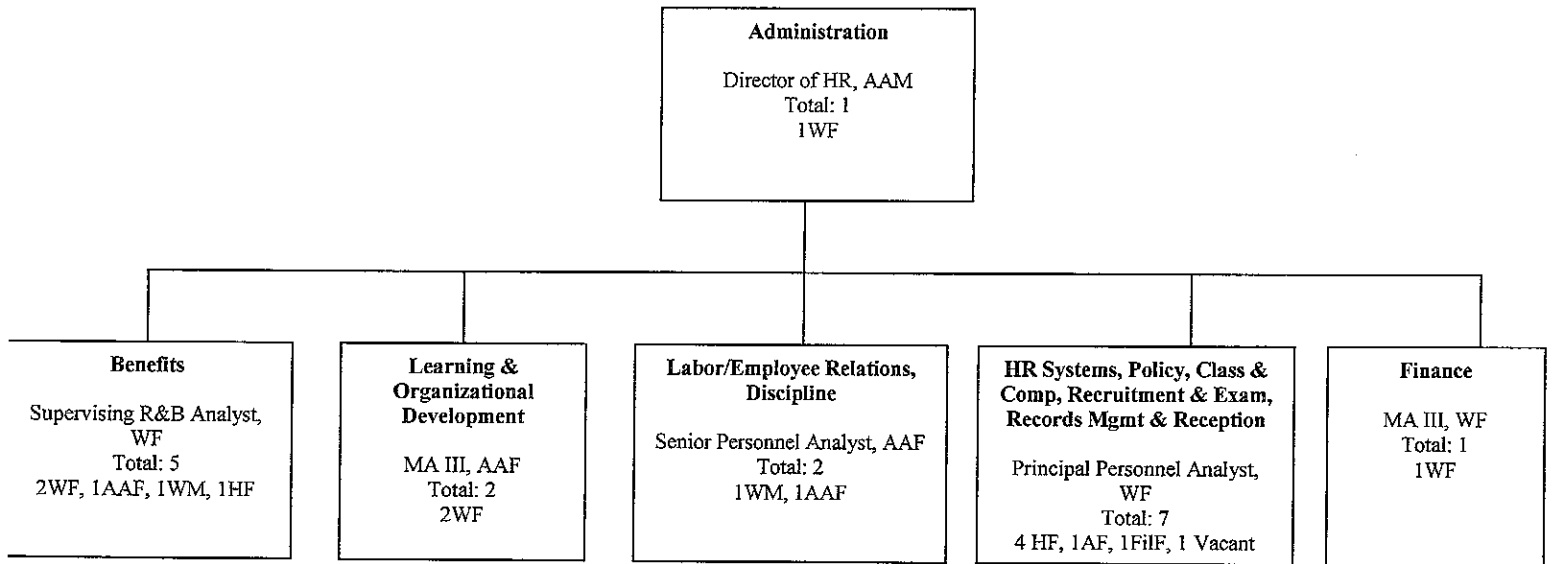 Administration
Director of HR, AAM
Total: 1
1WF
Benefits
Supervising R&B Analyst,
WF
Total: 5
2WF, 1AAF, 1WM, 1HF
Learning &
Organizational
Development
MA III, AAF
Total: 2
2WF
Labor/Employee Relations,
Discipline
Senior Personnel Analyst, AAF
Total: 2
1WM, 1AAF
HR Systems, Policy, Class &
Comp, Recruitment & Exam,
Records Mgmt & Reception
Principal Personnel Analyst,
WF
Total: 7
4 HF, 1AF, 1FilF, 1 Vacant
Finance
MA III, WF
Total: 1
1WF